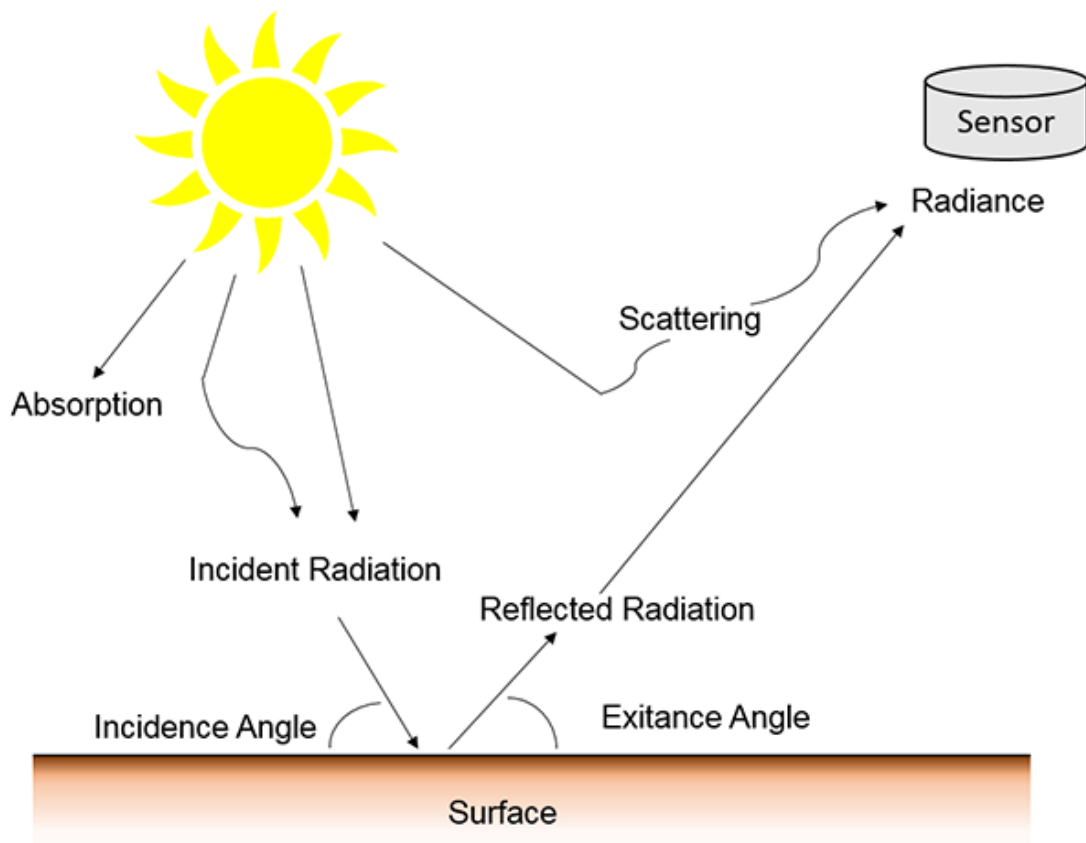 Sensor
Radiance
Scattering
Absorption
Incident Radiation
Reflected Radiation
Incidence Angle
Exitance Angle
Surface